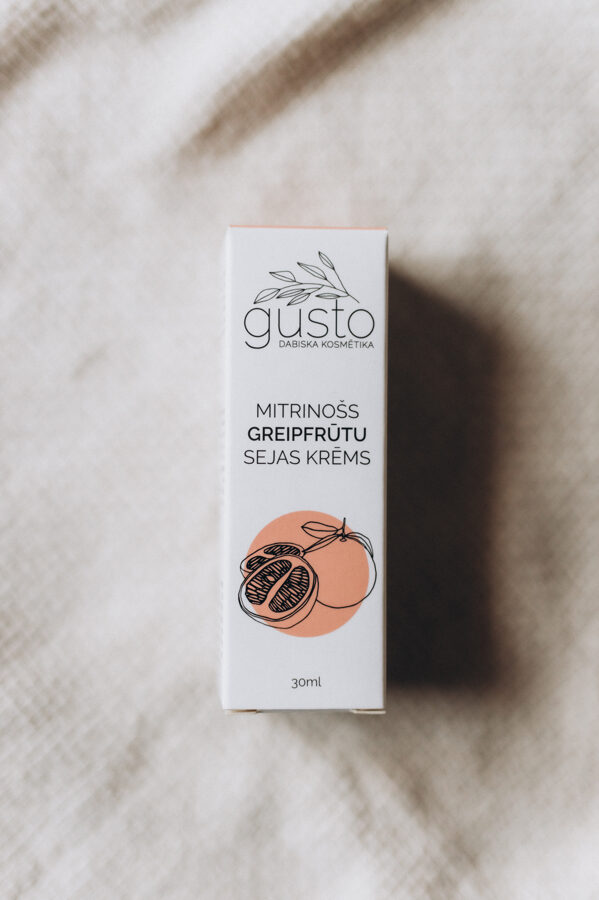 gusto
DABISKA KOSMĒTIKA
MITRINOŠS
GREIPFRŪTU
SEJAS KRĒMS
30ml